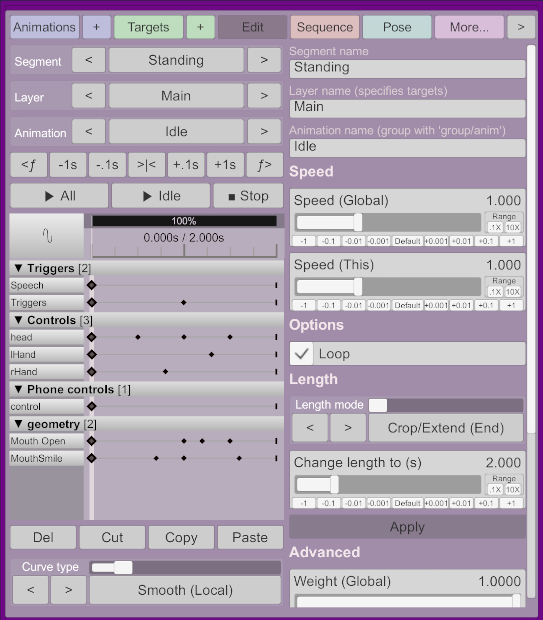 Animations + Targets + Edit Sequence Pose More... >
Segment < Standing >
Layer < Main >
Animation < Idle >
<ƒ -1s -.1s >|< +.1s +1s ƒ>
▶ All ▶ Idle ■ Stop
100%
0.000s / 2.000s
▼ Triggers [2]
Speech
Triggers
▼ Controls [3]
head
lHand
rHand
▼ Phone controls [1]
control
▼ geometry [2]
Mouth Open
MouthSmile
Del Cut Copy Paste
Curve type
< > Smooth (Local)
Segment name
Standing
Layer name (specifies targets)
Main
Animation name (group with 'group/anim')
Idle
Speed
Speed (Global) 1.000
Range
.1X 10X
-1 -0.1 -0.01 -0.001 Default +0.001 +0.01 +0.1 +1
Speed (This) 1.000
Range
.1X 10X
-1 -0.1 -0.01 -0.001 Default +0.001 +0.01 +0.1 +1
Options
Loop
Length
Length mode
< > Crop/Extend (End)
Change length to (s) 2.000
Range
.1X 10X
-1 -0.1 -0.01 -0.001 Default +0.001 +0.01 +0.1 +1
Apply
Advanced
Weight (Global) 1.0000